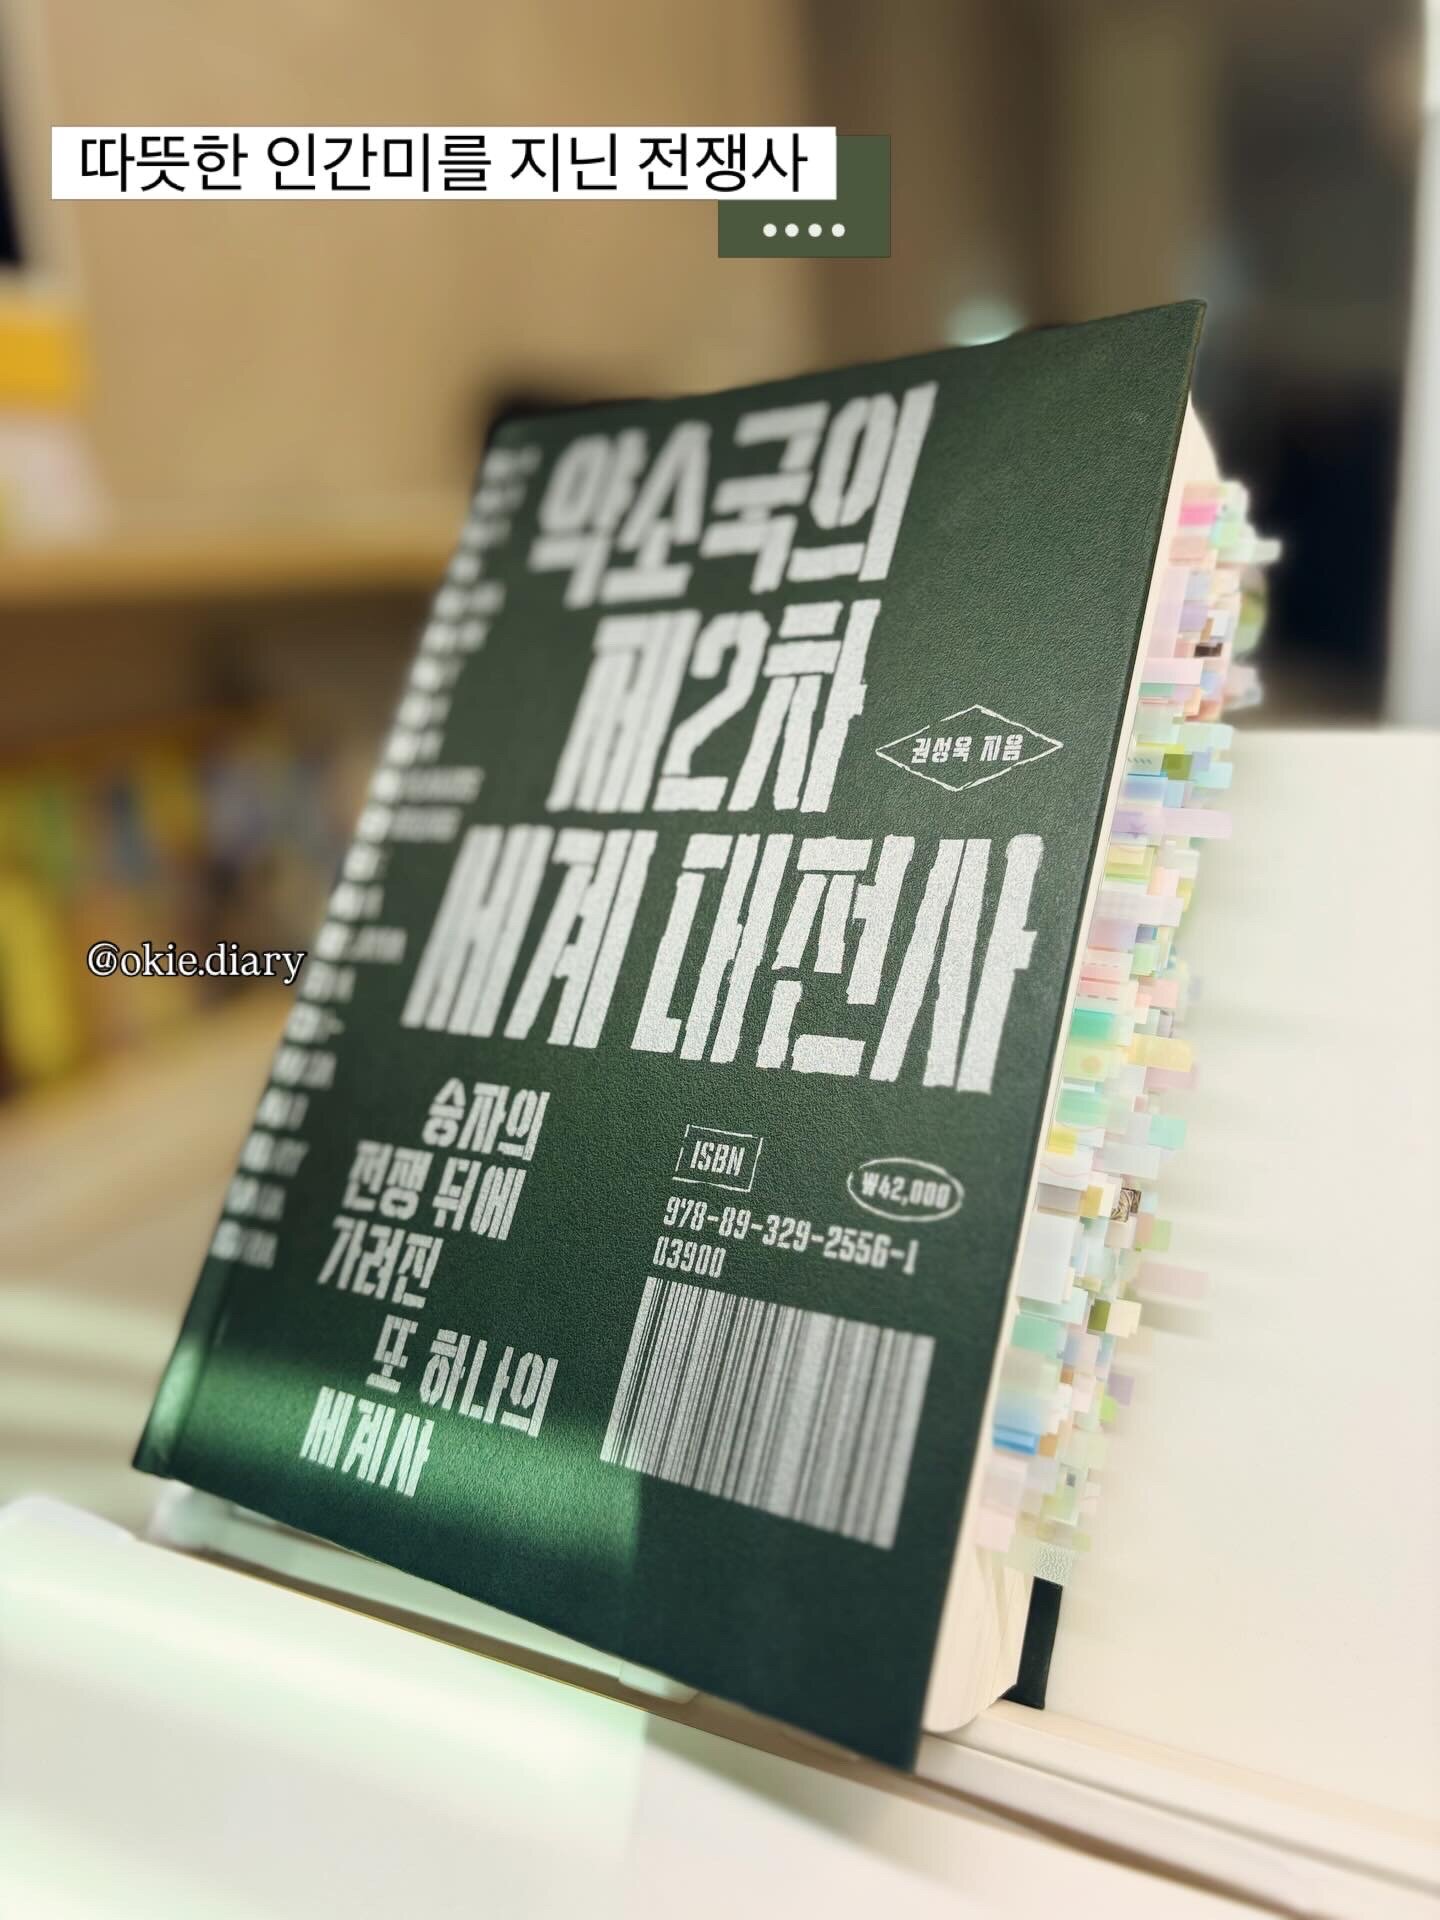 따뜻한 인간미를 지닌 전쟁사
약소국의
제2차
권성욱 지음
세계 대전사
@okie.diary
승자의
전쟁 뒤에
가려진
또 하나의
세계사
ISBN
₩42,000
978-89-329-2556-1
03900